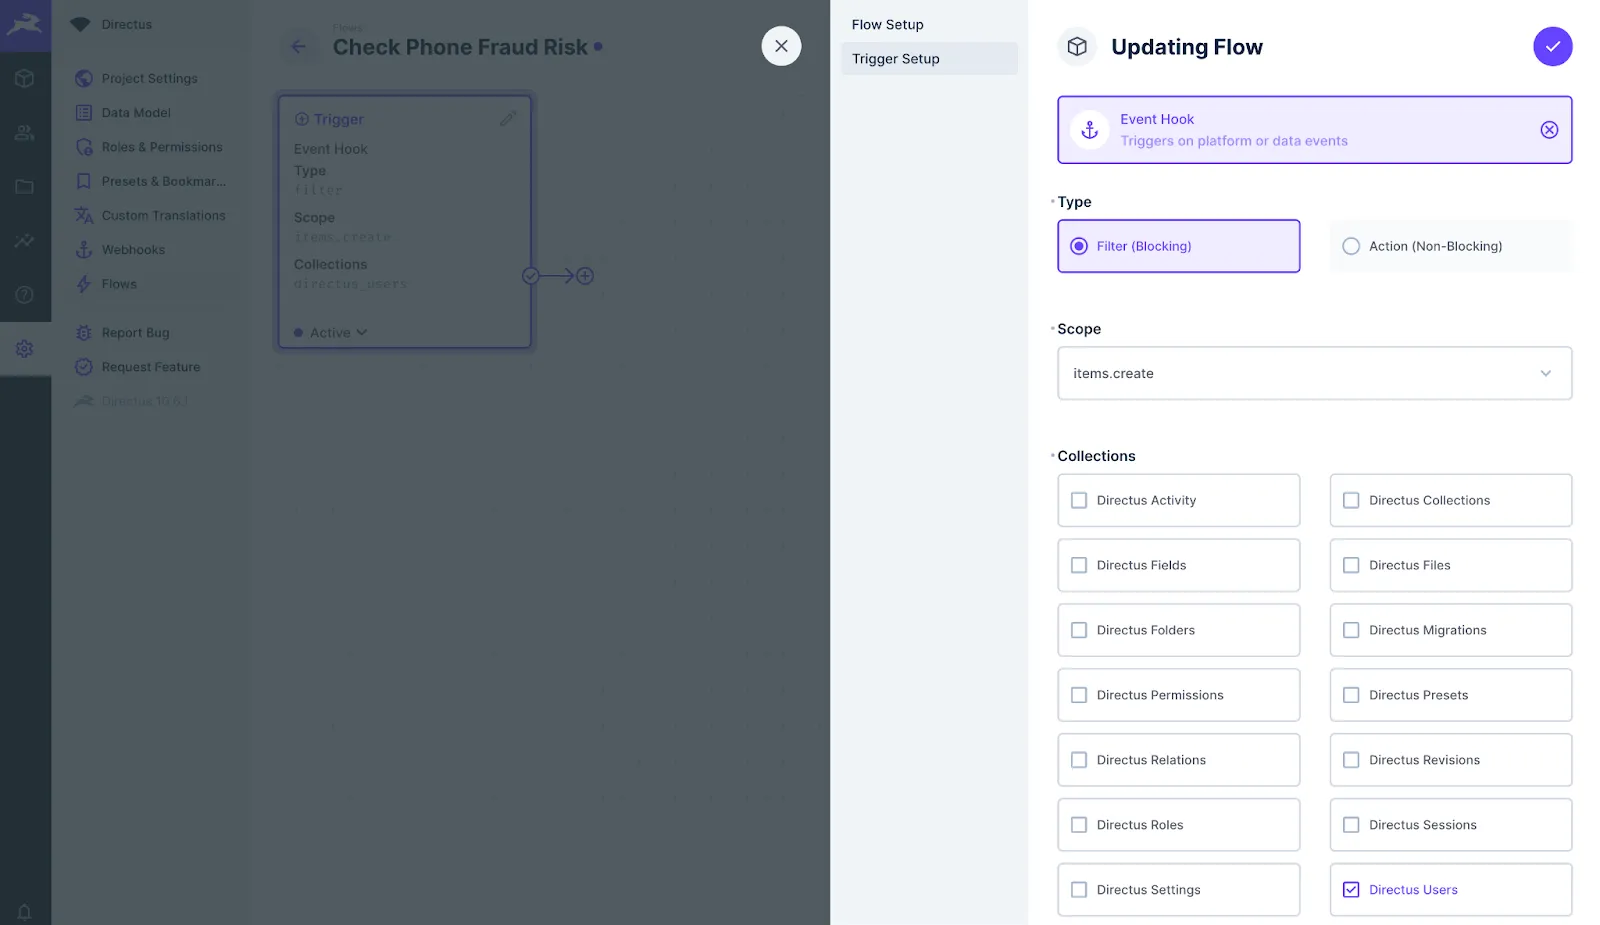 Directus
Project Settings
Data Model
Roles & Permissions
Presets & Bookmar...
Custom Translations
Webhooks
Flows
Report Bug
Request Feature
Directus 10.6.1
Flows
Check Phone Fraud Risk
Trigger
Event Hook
Type
filter
Scope
items.create
Collections
directus_users
Active
Flow Setup
Trigger Setup
Updating Flow
Event Hook
Triggers on platform or data events
Type
Filter (Blocking)
Action (Non-Blocking)
Scope
items.create
Collections
Directus Activity
Directus Collections
Directus Fields
Directus Files
Directus Folders
Directus Migrations
Directus Permissions
Directus Presets
Directus Relations
Directus Revisions
Directus Roles
Directus Sessions
Directus Settings
Directus Users